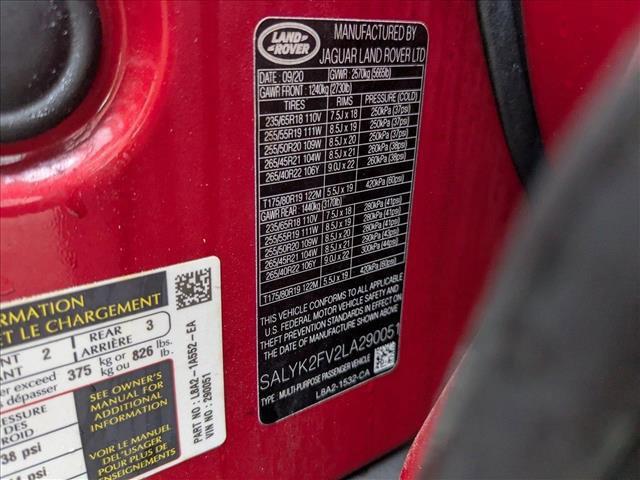 LAND-
-ROVER
MANUFACTURED BY
JAGUAR LAND ROVER LTD
DATE : 09/20 GVWR : 2570kg (5665lb)
GAWR FRONT : 1240kg (2730lb)
TIRES RIMS PRESSURE (COLD)
235/65R18 110V 7.5J x 18 250kPa (37psi)
255/55R19 111W 8.5J x 19 250kPa (37psi)
255/50R20 109W 8.5J x 20 250kPa (37psi)
265/45R21 104W 8.5J x 21 260kPa (38psi)
265/40R22 106Y 9.0J x 22 260kPa (38psi)
T175/80R19 122M 5.5J x 19 420kPa (60psi)
GAWR REAR : 1440kg (3170lb)
235/65R18 110V 7.5J x 18 280kPa (41psi)
255/55R19 111W 8.5J x 19 280kPa (41psi)
255/50R20 109W 8.5J x 20 280kPa (41psi)
265/45R21 104W 8.5J x 21 290kPa (43psi)
265/40R22 106Y 9.0J x 22 300kPa (44psi)
T175/80R19 122M 5.5J x 19 420kPa (60psi)
THIS VEHICLE CONFORMS TO ALL APPLICABLE
U.S. FEDERAL MOTOR VEHICLE SAFETY AND
THEFT PREVENTION STANDARDS IN EFFECT ON
THE DATE OF MANUFACTURE SHOWN ABOVE.
SALYK2FV2LA290051
TYPE: MULTI-PURPOSE PASSENGER VEHICLE
L8A2-1532-CA
ORMATION
ET LE CHARGEMENT
NT 2 REAR 3
ANT ARRIÈRE
er exceed 375 kg or 826 lbs.
dépasser kg ou lb.
ESSURE
S DE
ROID
38 psi
psi
SEE OWNER'S
MANUAL FOR
ADDITIONAL
INFORMATION
VOIR LE MANUEL
DEL'USAGER
POUR PLUS DE
RENSEIGNEMENTS
PART NO : L8A2-1A552-EA
VIN NO : 290051